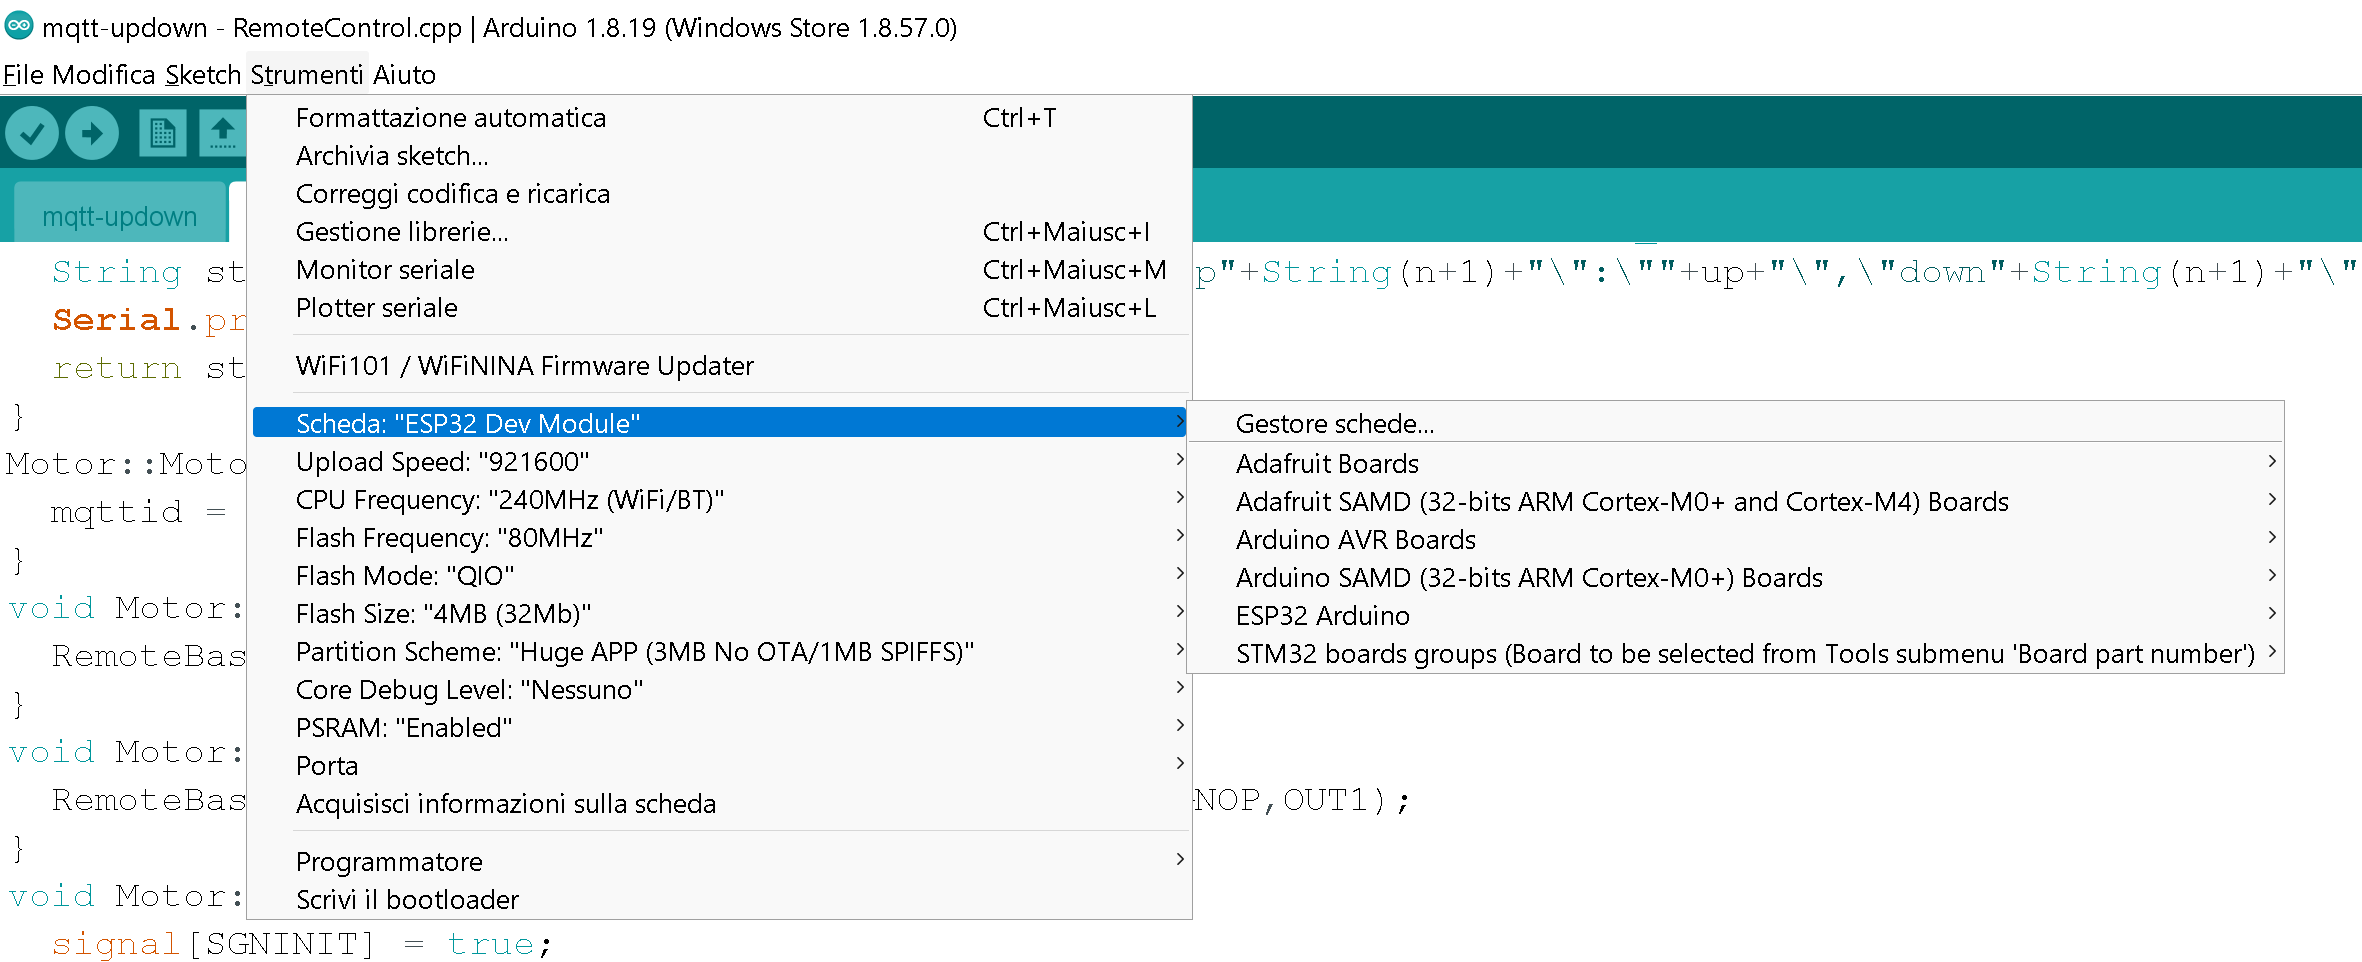 mqtt-updown - RemoteControl.cpp | Arduino 1.8.19 (Windows Store 1.8.57.0)
File Modifica Sketch Strumenti Aiuto
Formattazione automatica Ctrl+T
Archivia sketch...
Correggi codifica e ricarica
Gestione librerie... Ctrl+Maiusc+I
Monitor seriale Ctrl+Maiusc+M
Plotter seriale Ctrl+Maiusc+L
WiFi101 / WiFiNINA Firmware Updater
Scheda: "ESP32 Dev Module"
Upload Speed: "921600"
CPU Frequency: "240MHz (WiFi/BT)"
Flash Frequency: "80MHz"
Flash Mode: "QIO"
Flash Size: "4MB (32Mb)"
Partition Scheme: "Huge APP (3MB No OTA/1MB SPIFFS)"
Core Debug Level: "Nessuno"
PSRAM: "Enabled"
Porta
Acquisisci informazioni sulla scheda
Programmatore
Scrivi il bootloader
Gestore schede...
Adafruit Boards
Adafruit SAMD (32-bits ARM Cortex-M0+ and Cortex-M4) Boards
Arduino AVR Boards
Arduino SAMD (32-bits ARM Cortex-M0+) Boards
ESP32 Arduino
STM32 boards groups (Board to be selected from Tools submenu 'Board part number')
mqtt-updown
String st p"+String(n+1)+"\":\""+up+"\",\"down"+String(n+1)+"\"
Serial.pr
return st
}
Motor::Moto
mqttid =
}
void Motor:
RemoteBas
}
void Motor:
RemoteBas NOP,OUT1);
}
void Motor:
signal[SGNINIT] = true;